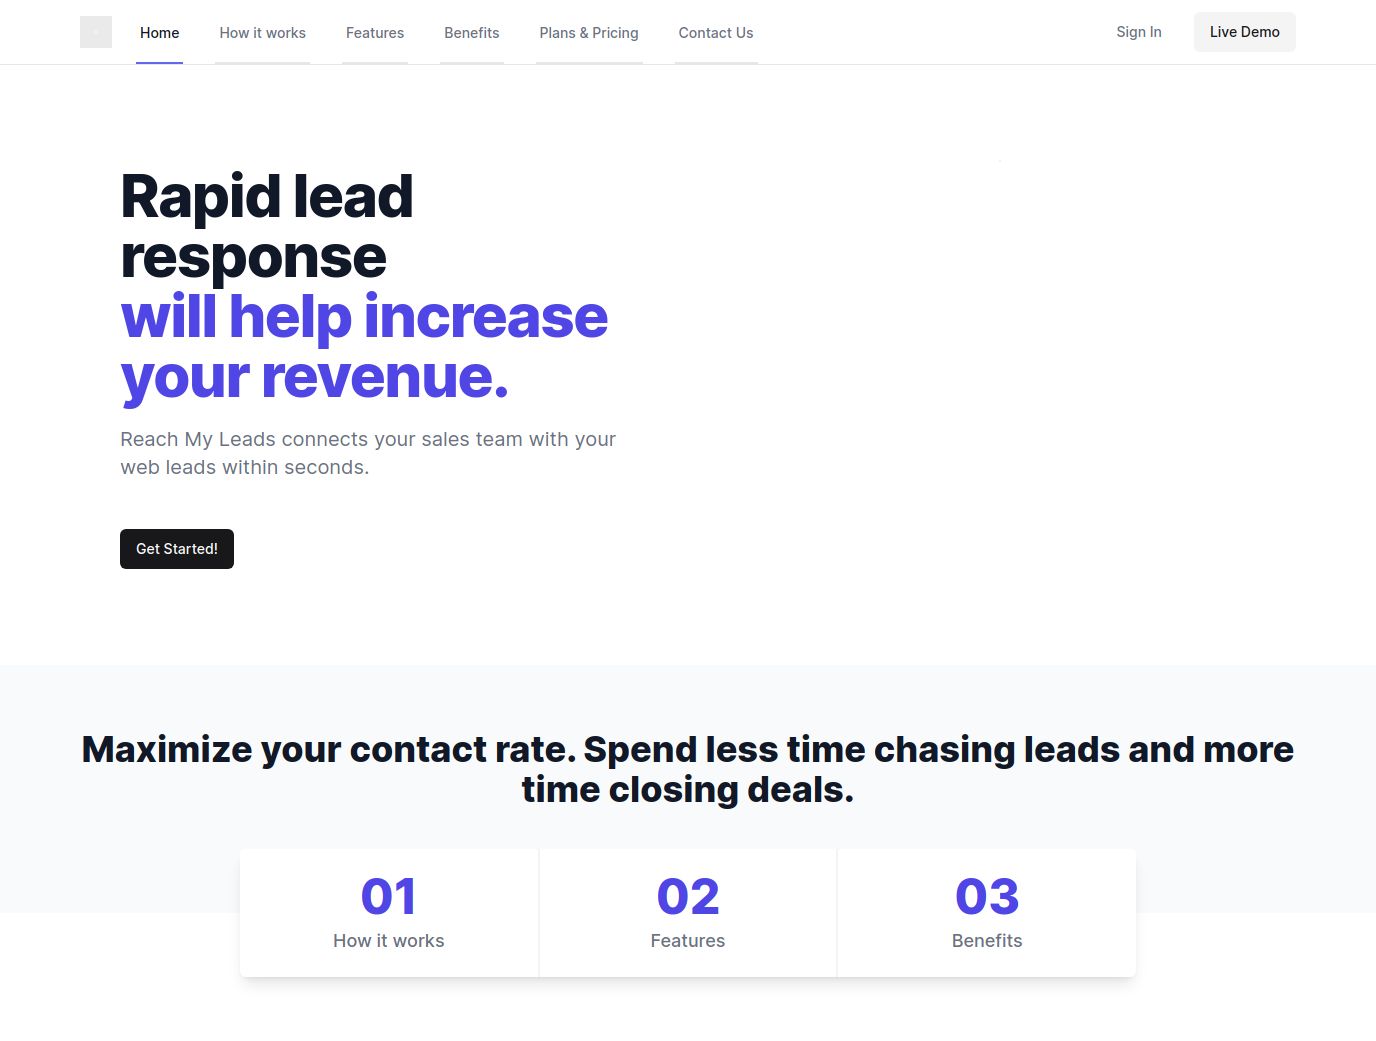 Home
How it works
Features
Benefits
Plans & Pricing
Contact Us
Sign In
Live Demo
Rapid lead
response
will help increase
your revenue.
Reach My Leads connects your sales team with your
web leads within seconds.
Get Started!
Maximize your contact rate. Spend less time chasing leads and more
time closing deals.
01
How it works
02
Features
03
Benefits